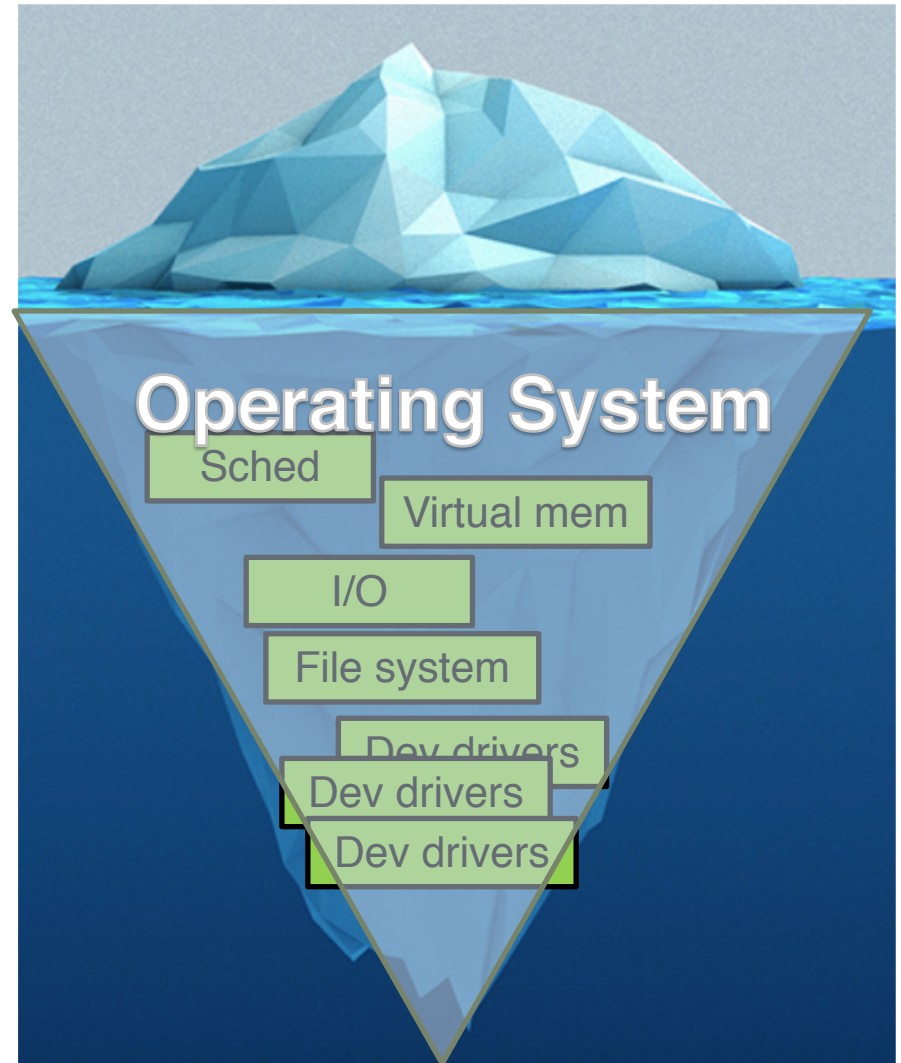 Operating System
Sched
Virtual mem
I/O
File system
Dev drivers
Dev drivers
Dev drivers